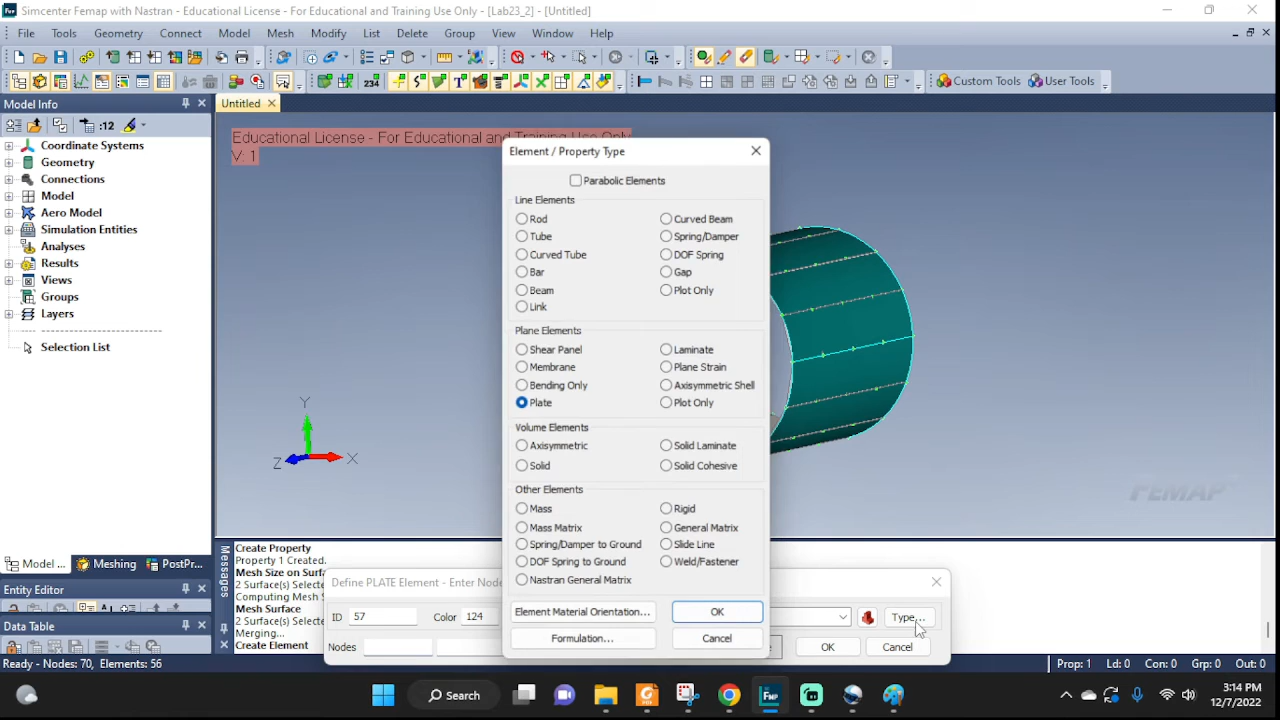 Simcenter Femap with Nastran - Educational License - For Educational and Training Use Only - [Lab23_2] - [Untitled]
File Tools Geometry Connect Model Mesh Modify List Delete Group View Window Help
234
Custom Tools User Tools
Model Info
Untitled
:12
Educational License - For Educational and Training Use Only
V: 1
Coordinate Systems
Geometry
Connections
Model
Aero Model
Simulation Entities
Analyses
Results
Views
Groups
Layers
Selection List
Y
Z X
FEMAP
Element / Property Type
Parabolic Elements
Line Elements
Rod Curved Beam
Tube Spring/Damper
Curved Tube DOF Spring
Bar Gap
Beam Plot Only
Link
Plane Elements
Shear Panel Laminate
Membrane Plane Strain
Bending Only Axisymmetric Shell
Plate Plot Only
Volume Elements
Axisymmetric Solid Laminate
Solid Solid Cohesive
Other Elements
Mass Rigid
Mass Matrix General Matrix
Spring/Damper to Ground Slide Line
DOF Spring to Ground Weld/Fastener
Nastran General Matrix
Element Material Orientation... OK
Formulation... Cancel
Model ... Meshing PostPr...
Entity Editor
Data Table
Messages
Create Property
Property 1 Created.
Mesh Size on Surf
2 Surface(s) Selecte
Computing Mesh S
Mesh Surface
2 Surface(s) Selecte
Merging...
Create Element
Define PLATE Element - Enter Node
ID 57 Color 124 Type...
Nodes OK Cancel
Ready - Nodes: 70, Elements: 56
Prop: 1 Ld: 0 Con: 0 Grp: 0 Out: 0
Search
3:14 PM
12/7/2022